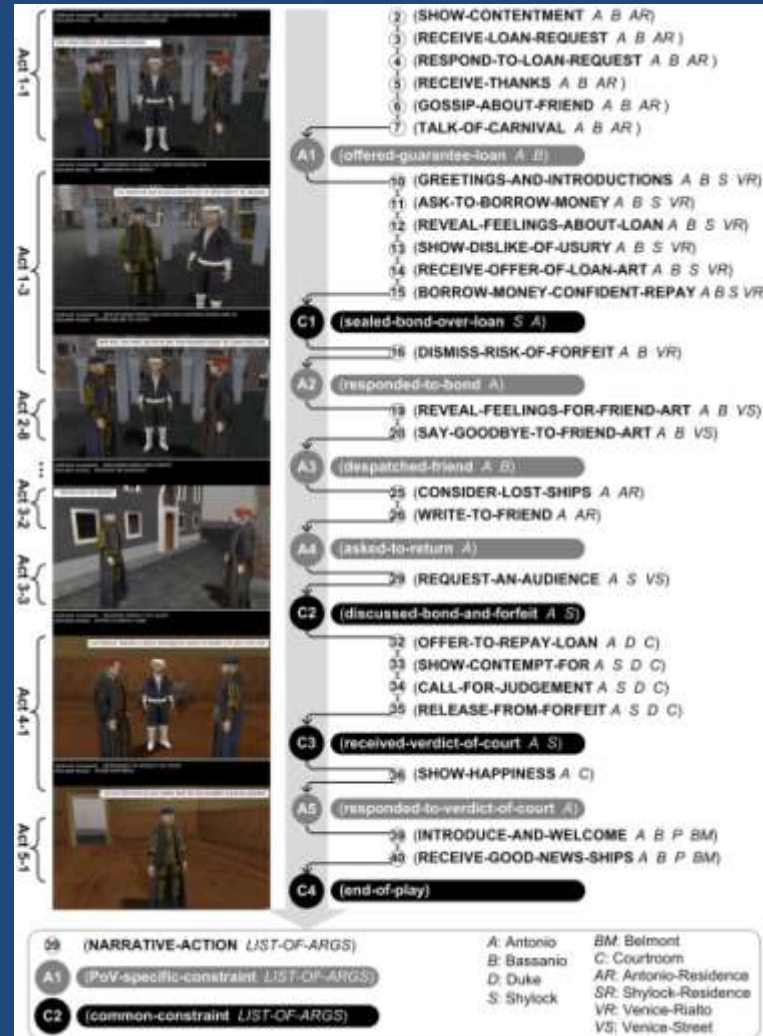 Act 1-1
Act 1-3
Act 2-8
...
Act 3-2
Act 3-3
Act 4-1
Act 5-1
2 (SHOW-CONTENTMENT A B AR)
3 (RECEIVE-LOAN-REQUEST A B AR )
4 (RESPOND-TO-LOAN-REQUEST A B AR )
5 (RECEIVE-THANKS A B AR )
6 (GOSSIP-ABOUT-FRIEND A B AR )
7 (TALK-OF-CARNIVAL A B AR )
A1 (offered-guarantee-loan A B)
10 (GREETINGS-AND-INTRODUCTIONS A B S VR)
11 (ASK-TO-BORROW-MONEY A B S VR)
12 (REVEAL-FEELINGS-ABOUT-LOAN A B S VR)
13 (SHOW-DISLIKE-OF-USURY A B S VR)
14 (RECEIVE-OFFER-OF-LOAN-ART A B S VR)
15 (BORROW-MONEY-CONFIDENT-REPAY A B S VR
C1 (sealed-bond-over-loan S A)
16 (DISMISS-RISK-OF-FORFEIT A B VR)
A2 (responded-to-bond A)
19 (REVEAL-FEELINGS-FOR-FRIEND-ART A B VS)
20 (SAY-GOODBYE-TO-FRIEND-ART A B VS)
A3 (despatched-friend A B)
25 (CONSIDER-LOST-SHIPS A AR)
26 (WRITE-TO-FRIEND A AR)
A4 (asked-to-return A)
29 (REQUEST-AN-AUDIENCE A S VS)
C2 (discussed-bond-and-forfeit A S)
32 (OFFER-TO-REPAY-LOAN A D C)
33 (SHOW-CONTEMPT-FOR A S D C)
34 (CALL-FOR-JUDGEMENT A S D C)
35 (RELEASE-FROM-FORFEIT A S D C)
C3 (received-verdict-of-court A S)
36 (SHOW-HAPPINESS A C)
A5 (responded-to-verdict-of-court A)
39 (INTRODUCE-AND-WELCOME A B P BM)
40 (RECEIVE-GOOD-NEWS-SHIPS A B P BM)
C4 (end-of-play)
39 (NARRATIVE-ACTION LIST-OF-ARGS)
A1 (PoV-specific-constraint LIST-OF-ARGS)
C2 (common-constraint LIST-OF-ARGS)
A: Antonio
B: Bassanio
D: Duke
S: Shylock
BM: Belmont
C: Courtroom
AR: Antonio-Residence
SR: Shylock-Residence
VR: Venice-Rialto
VS: Venice-Street